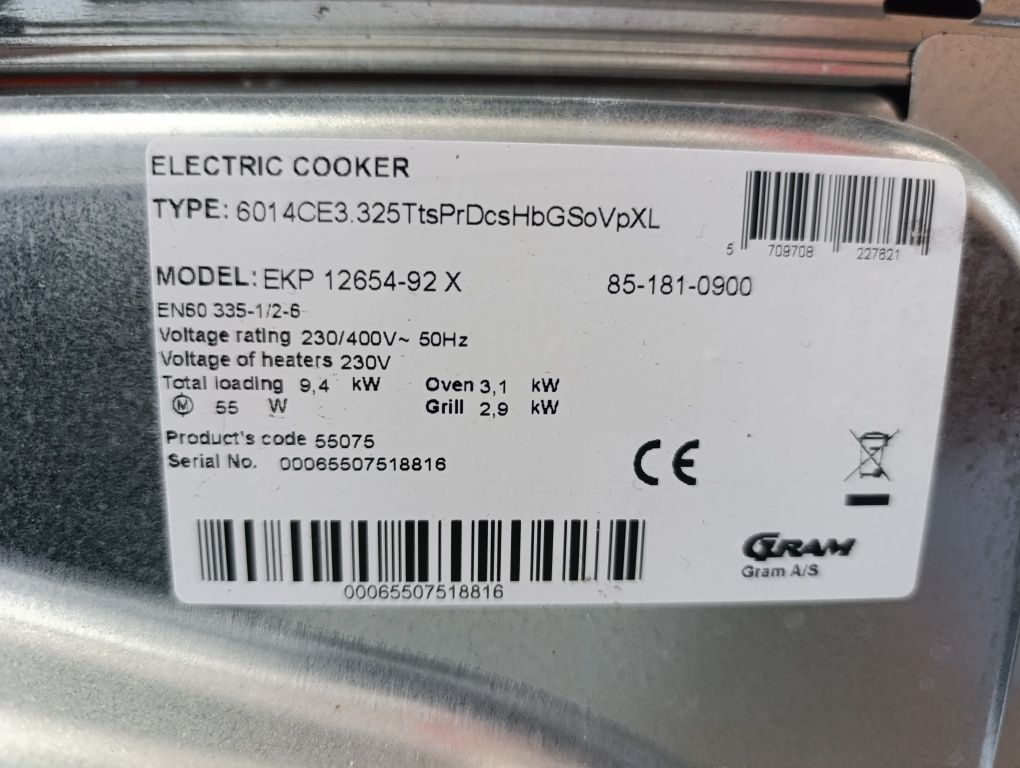 ELECTRIC COOKER
TYPE: 6014CE3.325TtsPrDcsHbGSoVpXL
5 709708 227821
MODEL: EKP 12654-92 X 85-181-0900
EN60 335-1/2-6
Voltage rating 230/400V~ 50Hz
Voltage of heaters 230V
Total loading 9,4 kW Oven 3,1 kW
M 55 W Grill 2,9 kW
Product's code 55075
Serial No. 00065507518816
CE
00065507518816
GRAM
Gram A/S